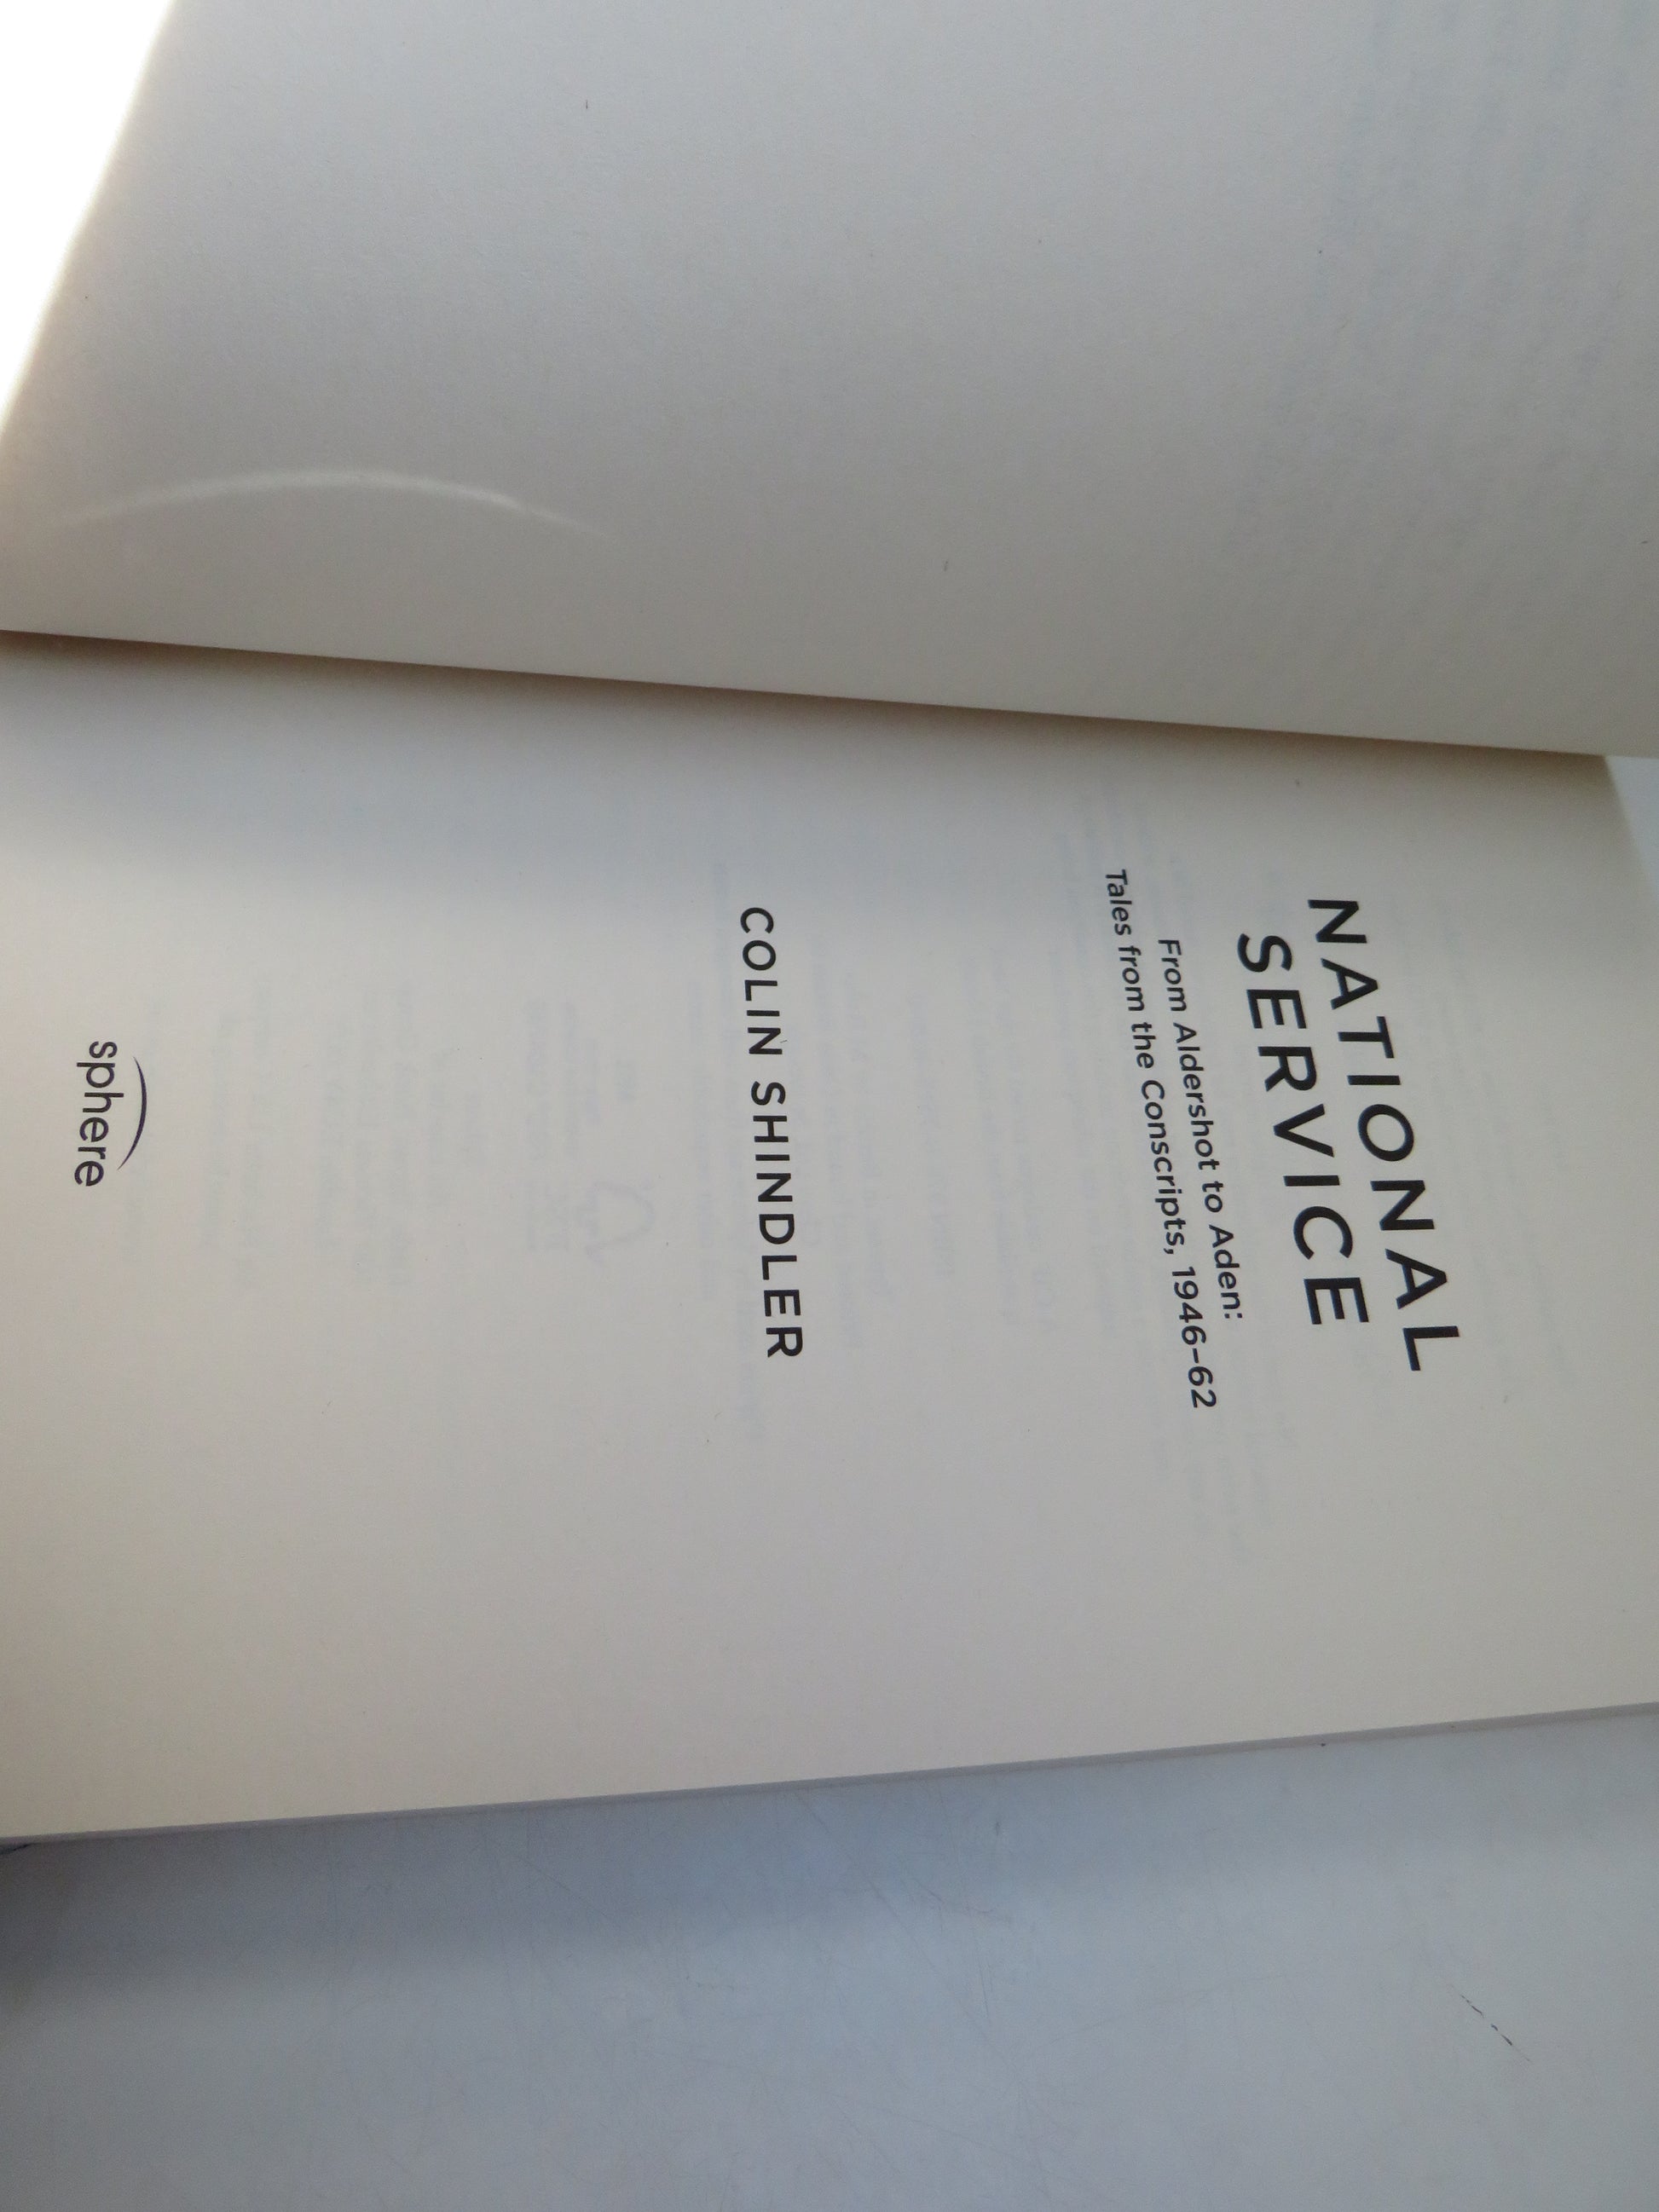 NATIONAL
SERVICE
From Aldershot to Aden:
Tales from the Conscripts, 1946–62
COLIN SHINDLER
sphere